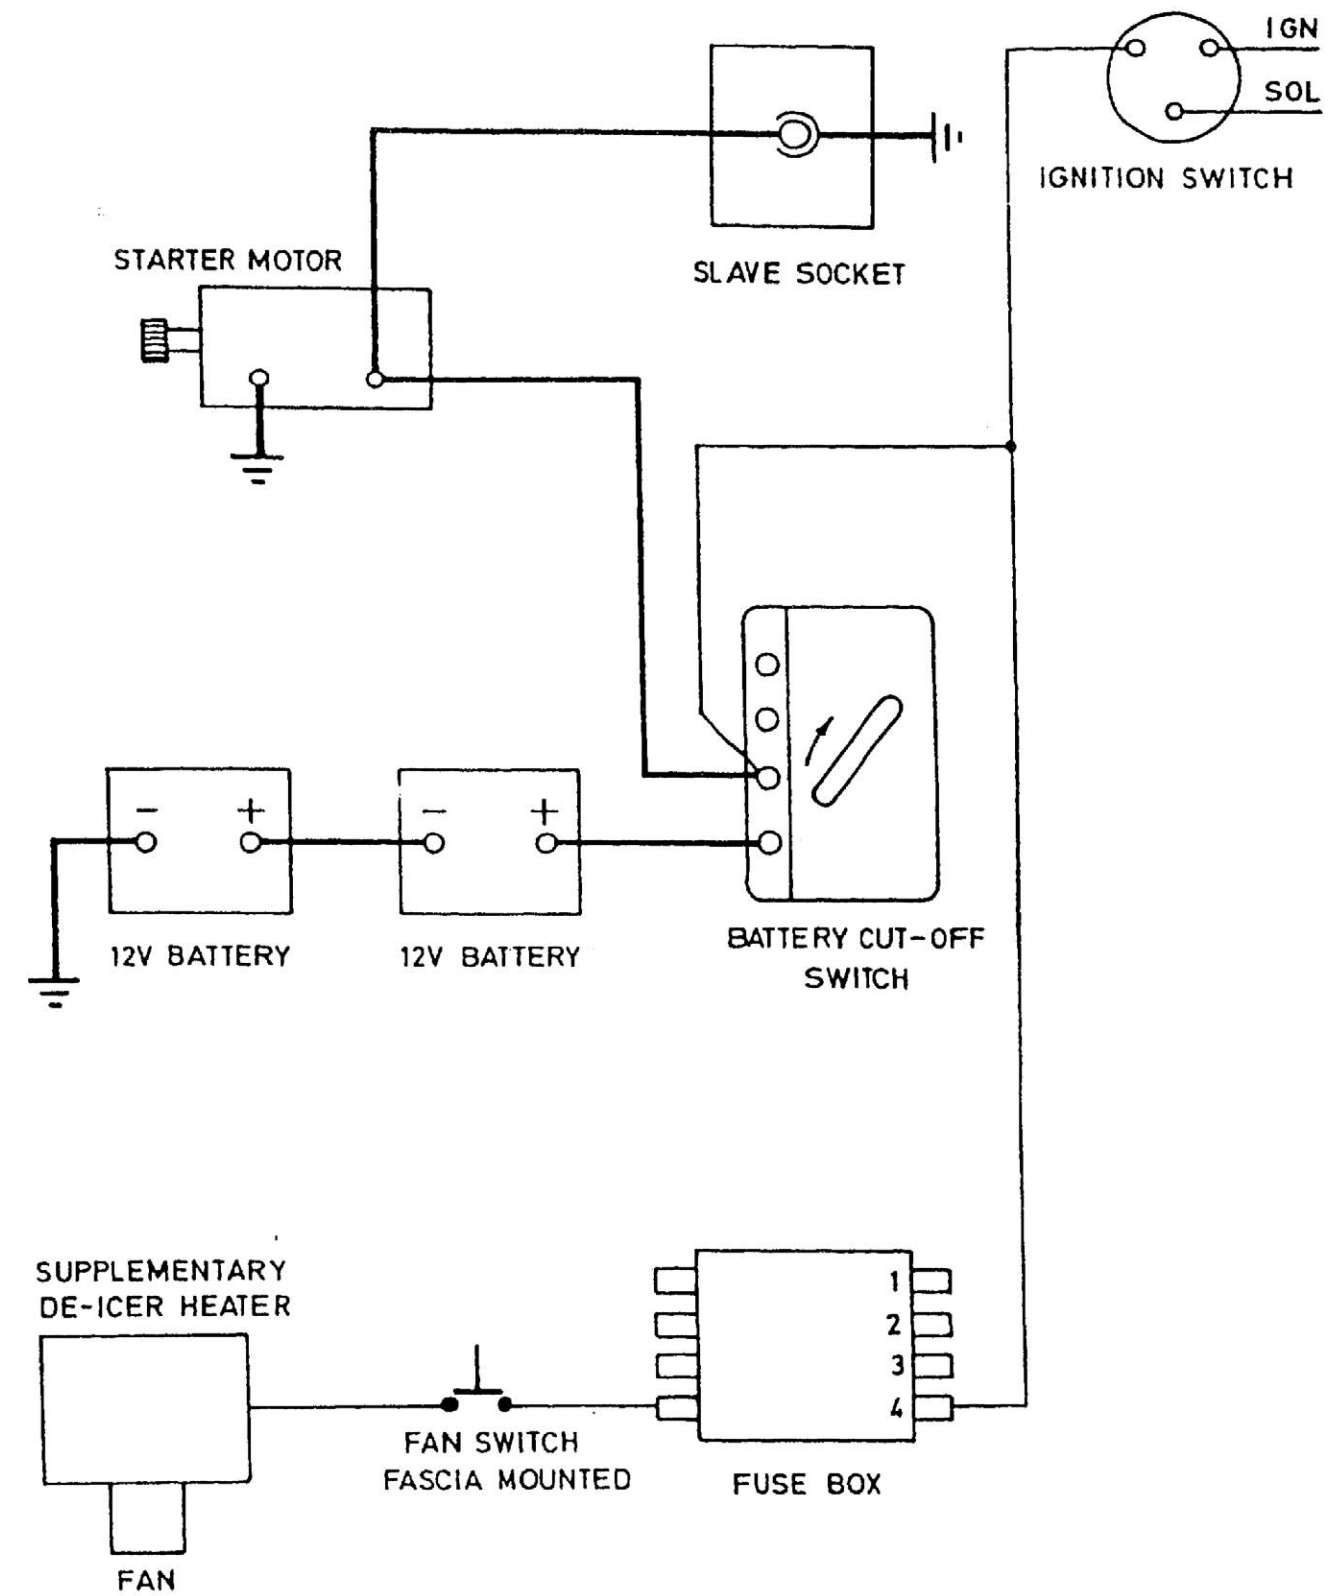 IGN
SOL
IGNITION SWITCH
SLAVE SOCKET
STARTER MOTOR
- +
- +
12V BATTERY
12V BATTERY
BATTERY CUT-OFF
SWITCH
SUPPLEMENTARY
DE-ICER HEATER
1
2
3
4
FAN SWITCH
FASCIA MOUNTED
FUSE BOX
FAN